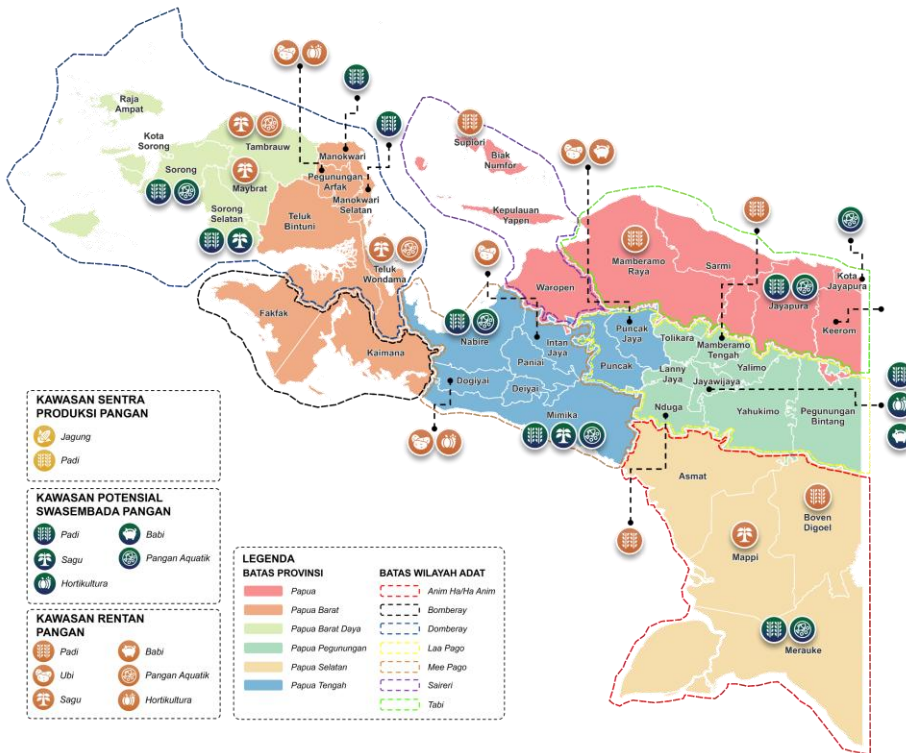 Raja
Ampat
Kota
Sorong
Sorong
Tambrauw
Maybrat
Sorong
Selatan
Manokwari
Pegunungan
Arfak
Manokwari
Selatan
Teluk
Bintuni
Teluk
Wondama
Fakfak
Kaimana
Supiori
Biak
Numfor
Kepulauan
Yapen
Waropen
Mamberamo
Raya
Sarmi
Jayapura
Kota
Jayapura
Keerom
Nabire
Intan
Jaya
Paniai
Dogiyai
Deiyai
Mimika
Puncak
Jaya
Puncak
Tolikara
Mamberamo
Tengah
Lanny
Jaya
Yalimo
Jayawijaya
Nduga
Yahukimo
Pegunungan
Bintang
Asmat
Boven
Digoel
Mappi
Merauke
KAWASAN SENTRA
PRODUKSI PANGAN
Jagung
Padi
KAWASAN POTENSIAL
SWASEMBADA PANGAN
Padi
Sagu
Hortikultura
Babi
Pangan Aquatik
KAWASAN RENTAN
PANGAN
Padi
Ubi
Sagu
Babi
Pangan Aquatik
Hortikultura
LEGENDA
BATAS PROVINSI
Papua
Papua Barat
Papua Barat Daya
Papua Pegunungan
Papua Selatan
Papua Tengah
BATAS WILAYAH ADAT
Anim Ha/Ha Anim
Bomberay
Domberay
Laa Pago
Mee Pago
Saireri
Tabi